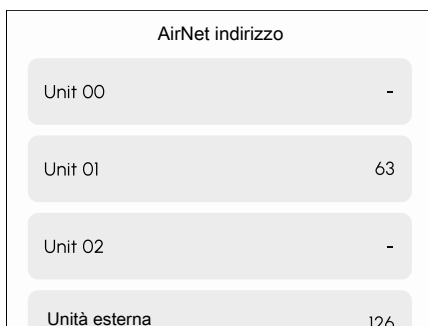 AirNet indirizzo
Unit 00 -
Unit 01 63
Unit 02 -
Unità esterna 126